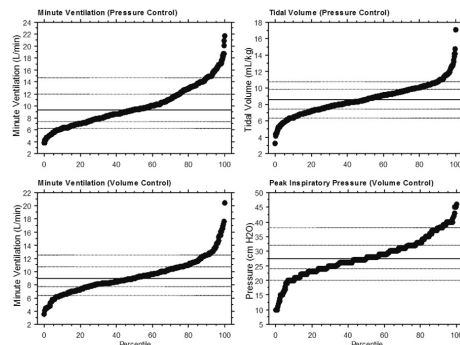 Minute Ventilation (Pressure Control)
Minute Ventilation (L/min)
22
20
18
16
14
12
10
8
6
4
2
0 20 40 60 80 100
Tidal Volume (Pressure Control)
Tidal Volume (mL/kg)
18
16
14
12
10
8
6
4
2
0 20 40 60 80 100
Minute Ventilation (Volume Control)
Minute Ventilation (L/min)
22
20
18
16
14
12
10
8
6
4
2
0 20 40 60 80 100
Percentile
Peak Inspiratory Pressure (Volume Control)
Pressure (cm H2O)
50
45
40
35
30
25
20
15
10
5
0 20 40 60 80 100
Percentile